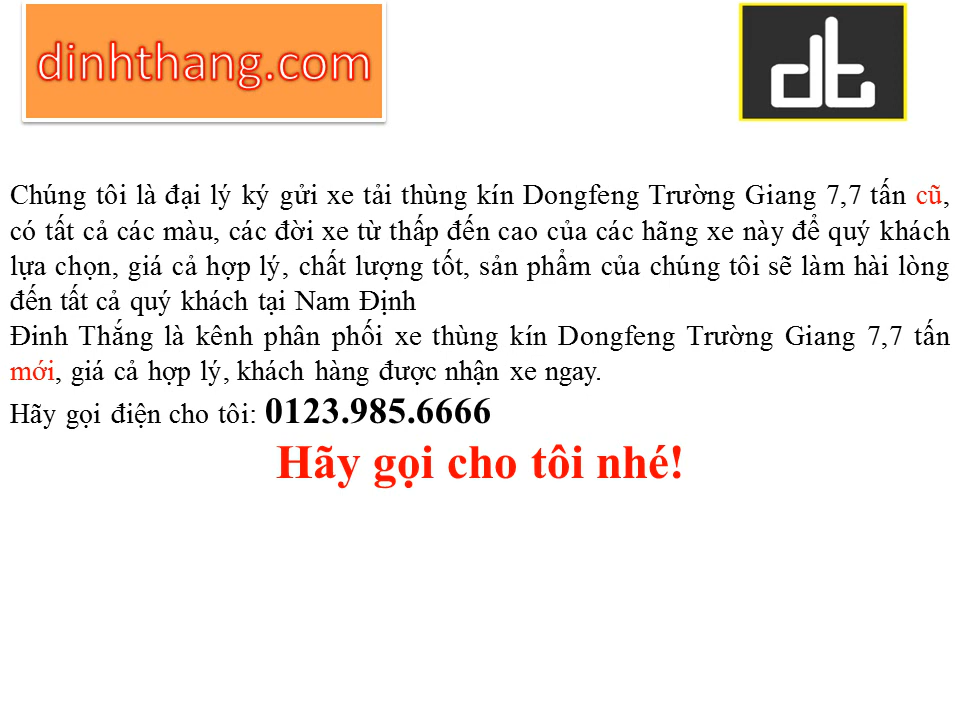 dinhthang.com
dt
Chúng tôi là đại lý ký gửi xe tải thùng kín Dongfeng Trường Giang 7,7 tấn cũ,
có tất cả các màu, các đời xe từ thấp đến cao của các hãng xe này để quý khách
lựa chọn, giá cả hợp lý, chất lượng tốt, sản phẩm của chúng tôi sẽ làm hài lòng
đến tất cả quý khách tại Nam Định
Đinh Thắng là kênh phân phối xe thùng kín Dongfeng Trường Giang 7,7 tấn
mới, giá cả hợp lý, khách hàng được nhận xe ngay.
Hãy gọi điện cho tôi: 0123.985.6666
Hãy gọi cho tôi nhé!